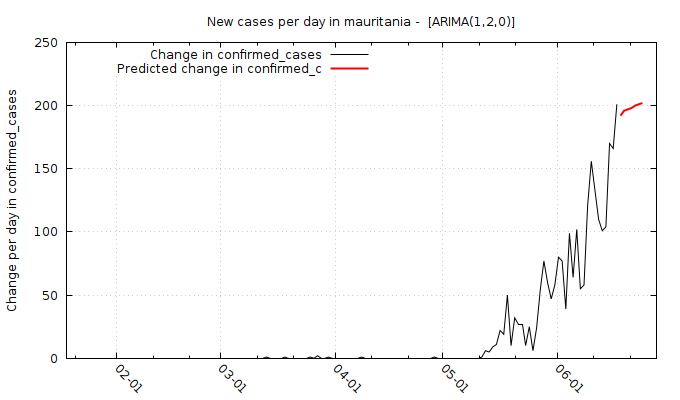 New cases per day in mauritania -  [ARIMA(1,2,0)]
Change in confirmed_cases
Predicted change in confirmed_c
Change per day in confirmed_cases
250
200
150
100
50
0
02-01
03-01
04-01
05-01
06-01